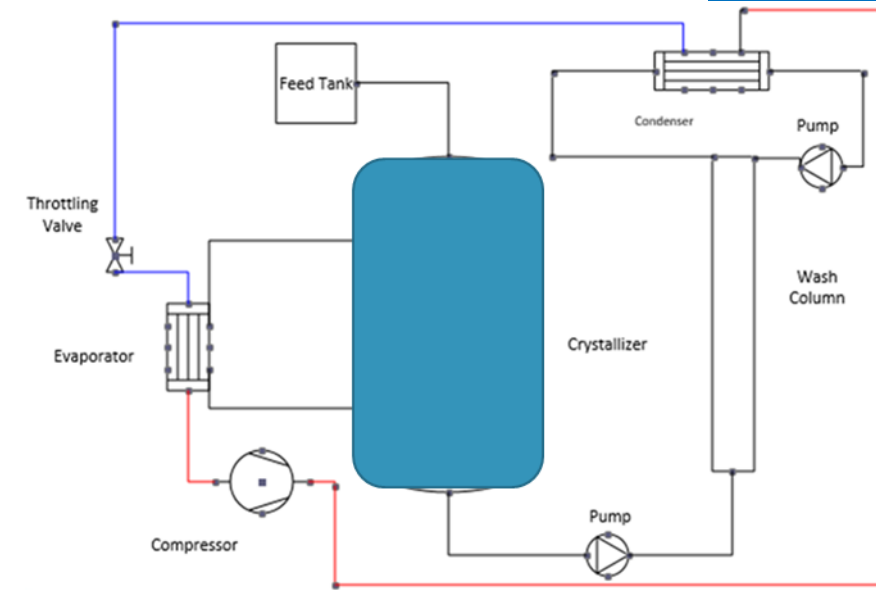 Feed Tank
Condenser
Pump
Throttling
Valve
Wash
Column
Evaporator
Crystallizer
Pump
Compressor